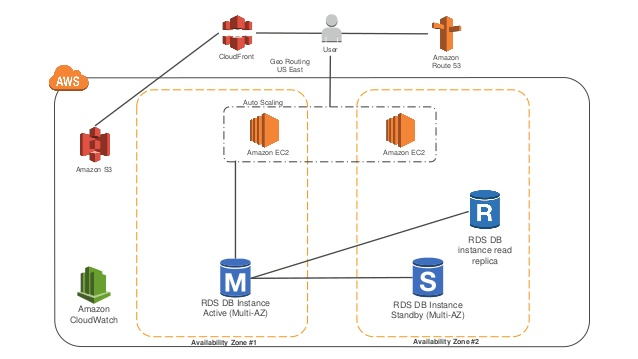 CloudFront
User
Amazon
Route 53
Geo Routing
US East
AWS
Auto Scaling
Amazon EC2
Amazon EC2
Amazon S3
R
RDS DB
instance read
replica
M
S
RDS DB Instance
Active (Multi-AZ)
RDS DB Instance
Standby (Multi-AZ)
Amazon
CloudWatch
Availability Zone #1
Availability Zone #2